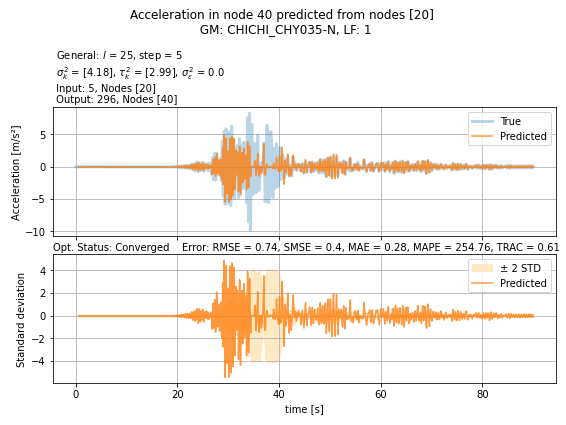 Acceleration in node 40 predicted from nodes [20]
GM: CHICHI_CHY035-N, LF: 1
General: l = 25, step = 5
σ²ₖ = [4.18], τ²ₖ = [2.99], σ²ε = 0.0
Input: 5, Nodes [20]
Output: 296, Nodes [40]
Acceleration [m/s²]
5
0
−5
−10
True
Predicted
Opt. Status: Converged Error: RMSE = 0.74, SMSE = 0.4, MAE = 0.28, MAPE = 254.76, TRAC = 0.61
Standard deviation
4
2
0
−2
−4
± 2 STD
Predicted
0 20 40 60 80
time [s]